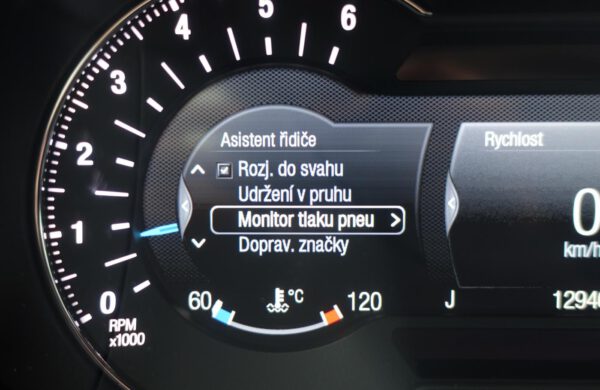 6
5
4
3
2
1
0
RPM
x1000
Asistent řidiče
Rozj. do svahu
Udržení v pruhu
Monitor tlaku pneu
Doprav. značky
60
°C
120
Rychlost
0
km/h
J